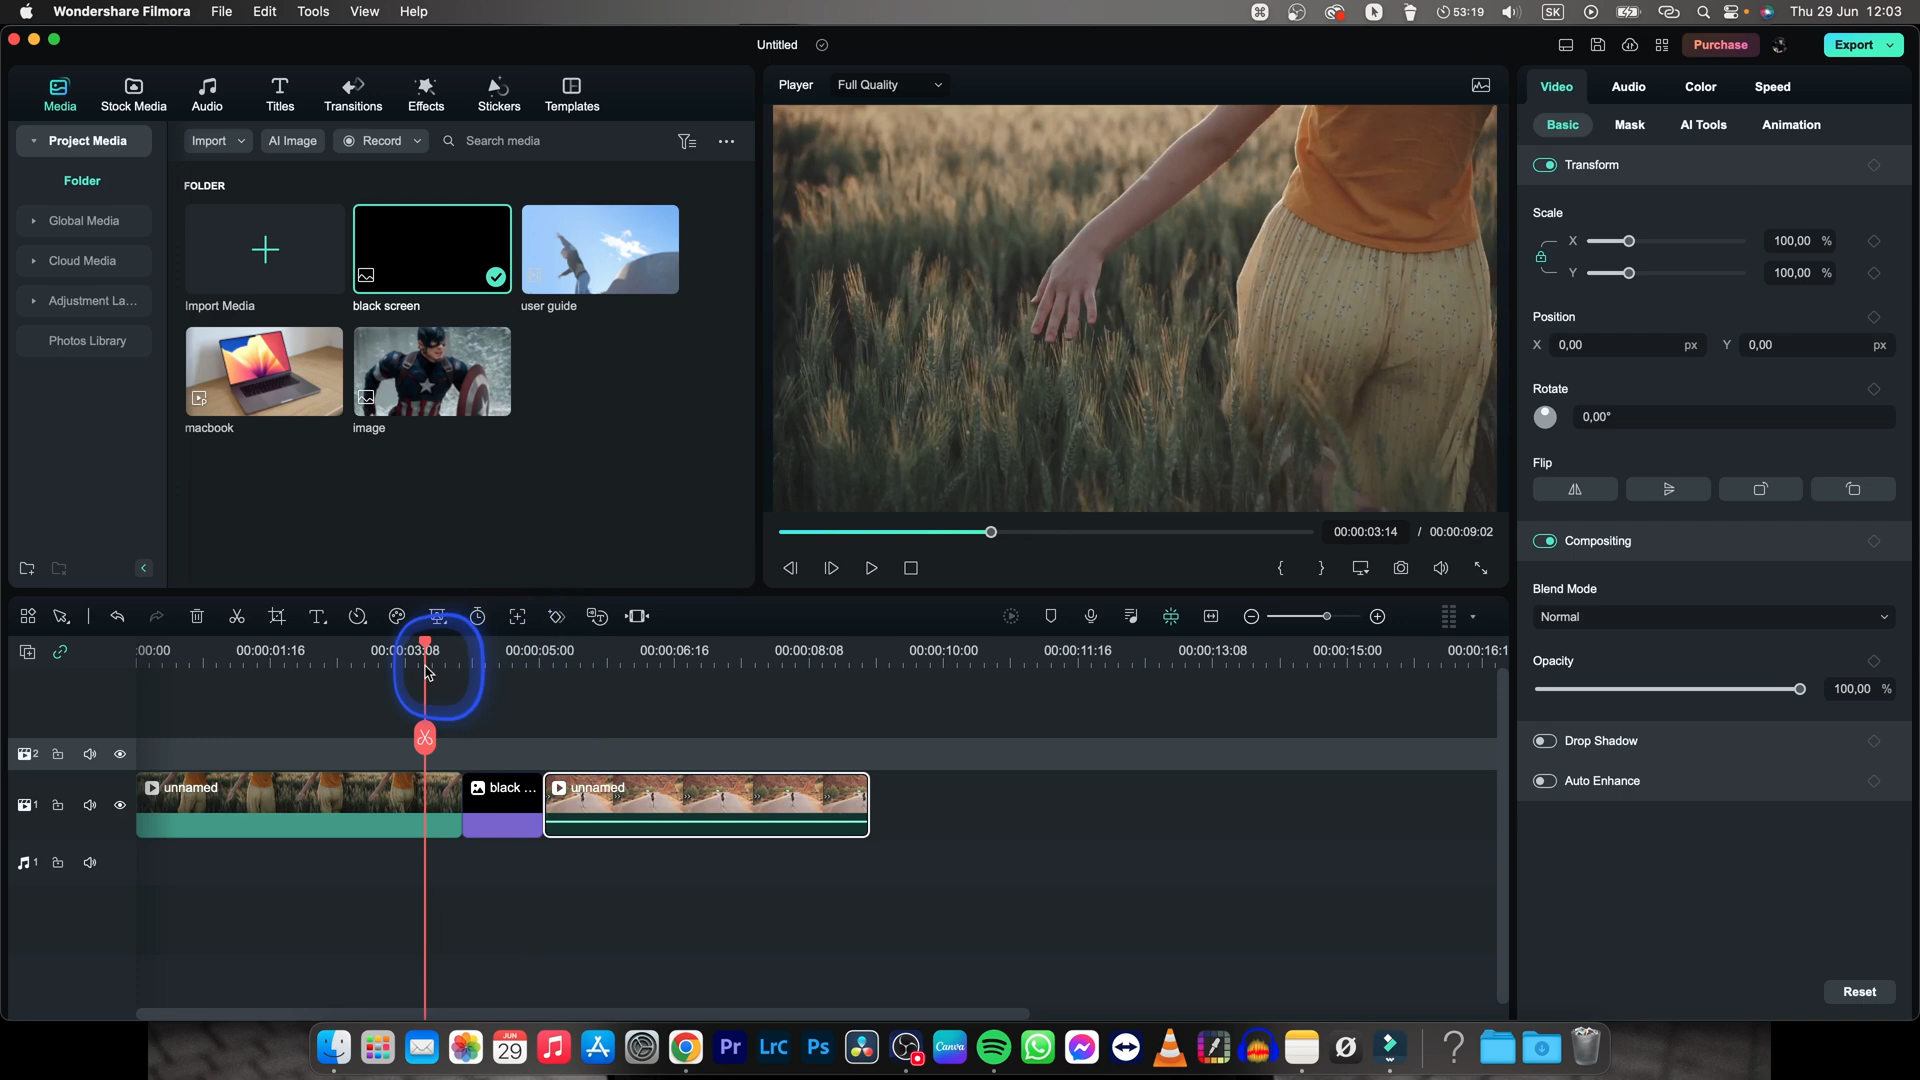 Wondershare Filmora File Edit Tools View Help
53:19 SK Thu 29 Jun 12:03
Untitled
Purchase Export
Media Stock Media Audio Titles Transitions Effects Stickers Templates
Player Full Quality
Video Audio Color Speed
Basic Mask AI Tools Animation
Project Media
Folder
Global Media
Cloud Media
Adjustment La...
Photos Library
Import AI Image Record Search media
FOLDER
Import Media black screen user guide
macbook image
Transform
Scale
X 100,00 %
Y 100,00 %
Position
X 0,00 px Y 0,00 px
Rotate
0,00°
Flip
Compositing
Blend Mode
Normal
Opacity
100,00 %
Drop Shadow
Auto Enhance
Reset
00:00:03:14 / 00:00:09:02
:00:00 00:00:01:16 00:00:03:08 00:00:05:00 00:00:06:16 00:00:08:08 00:00:10:00 00:00:11:16 00:00:13:08 00:00:15:00 00:00:16:1
2
1 unnamed black ... unnamed
1
JUN
29
Pr LrC Ps Canva